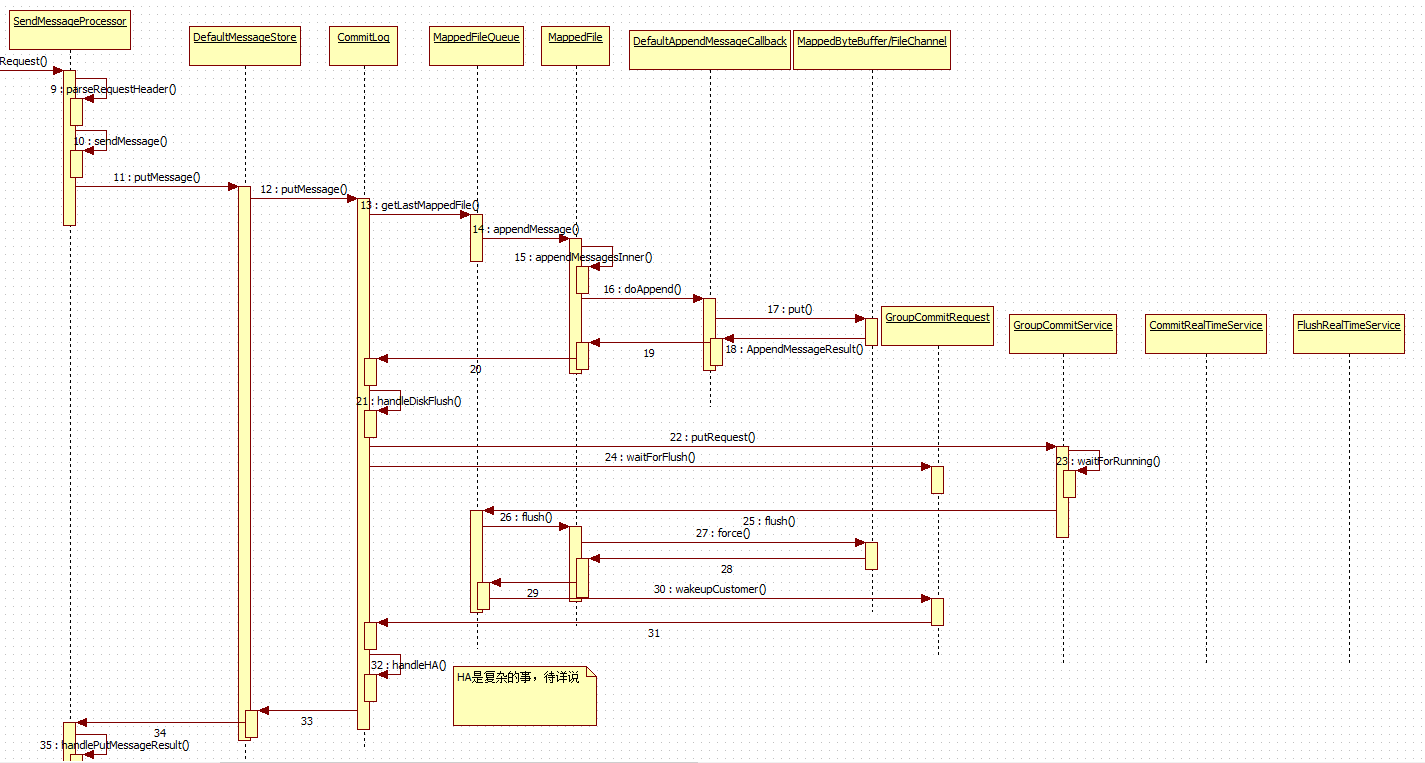 SendMessageProcessor
DefaultMessageStore
CommitLog
MappedFileQueue
MappedFile
DefaultAppendMessageCallback
MappedByteBuffer/FileChannel
Request()
9 : parseRequestHeader()
10 : sendMessage()
11 : putMessage()
12 : putMessage()
13 : getLastMappedFile()
14 : appendMessage()
15 : appendMessagesInner()
16 : doAppend()
17 : put()
GroupCommitRequest
GroupCommitService
CommitRealTimeService
FlushRealTimeService
18 : AppendMessageResult()
19
20
21 : handleDiskFlush()
22 : putRequest()
24 : waitForFlush()
23 : waitForRunning()
26 : flush()
25 : flush()
27 : force()
28
29
30 : wakeupCustomer()
31
32 : handleHA()
HA是复杂的事，待详说
33
34
35 : handlePutMessageResult()